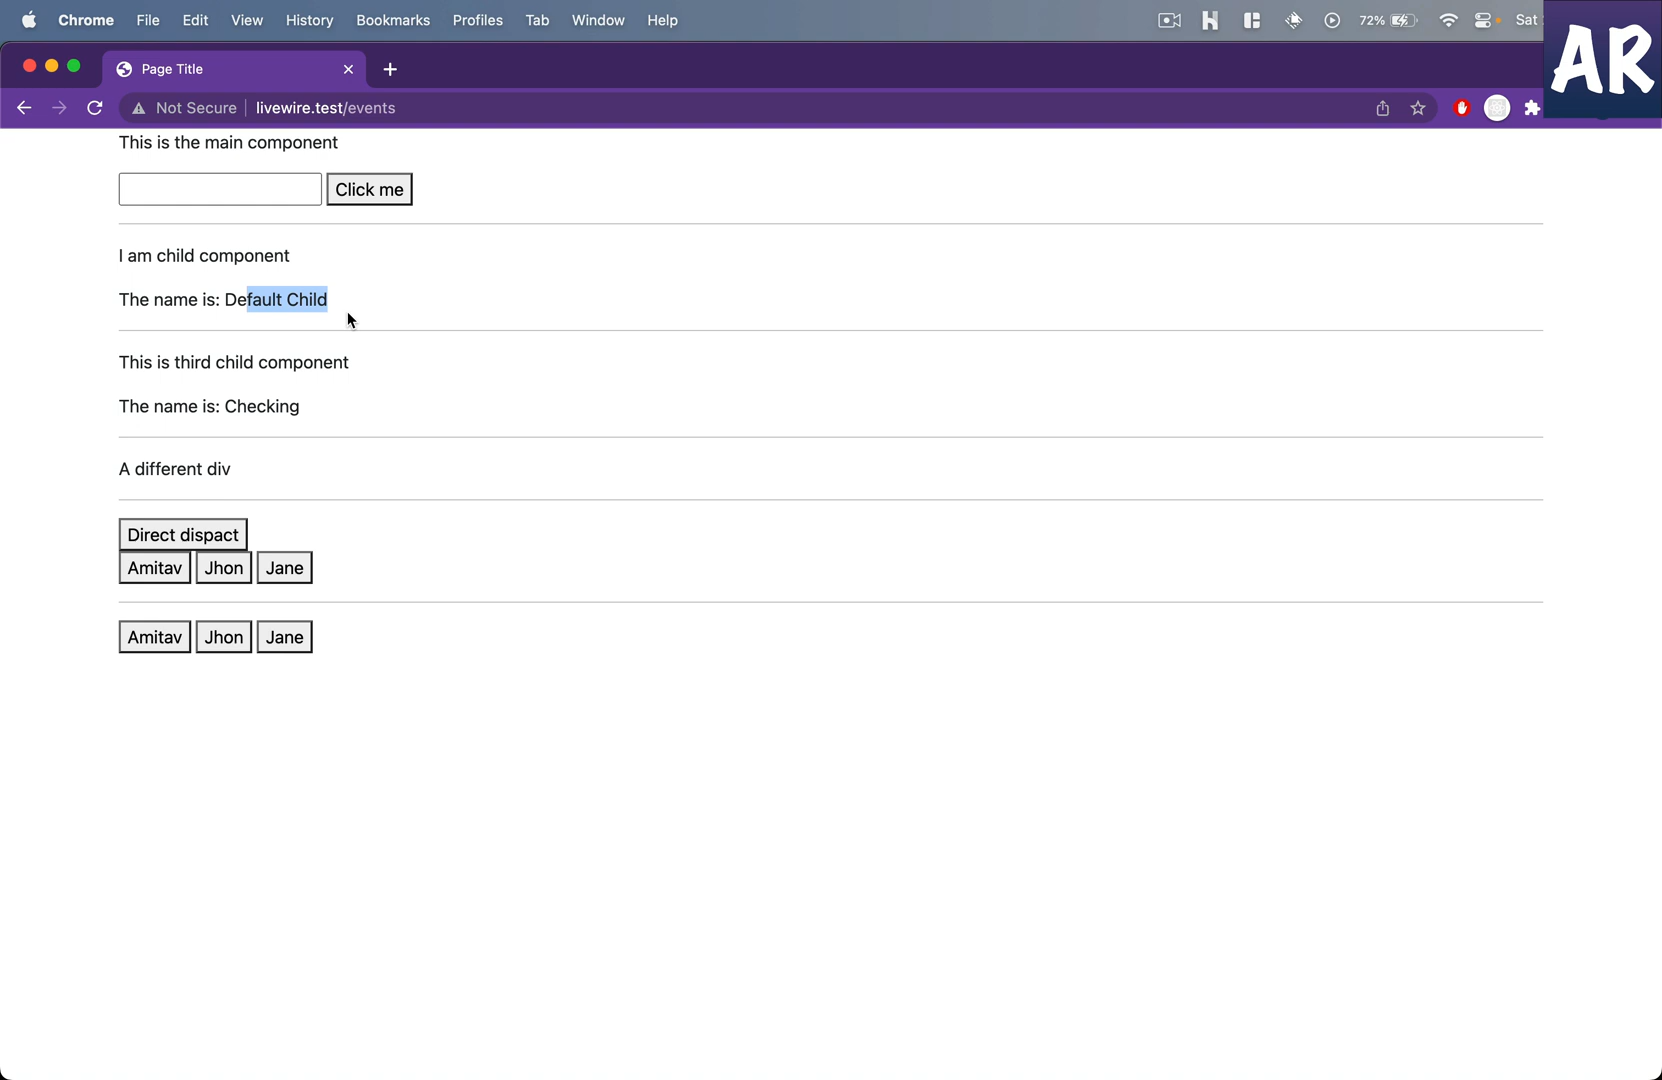 Chrome File Edit View History Bookmarks Profiles Tab Window Help 72% Sat
AR
Page Title
Not Secure livewire.test/events
This is the main component
Click me
I am child component
The name is: Default Child
This is third child component
The name is: Checking
A different div
Direct dispact
Amitav Jhon Jane
Amitav Jhon Jane